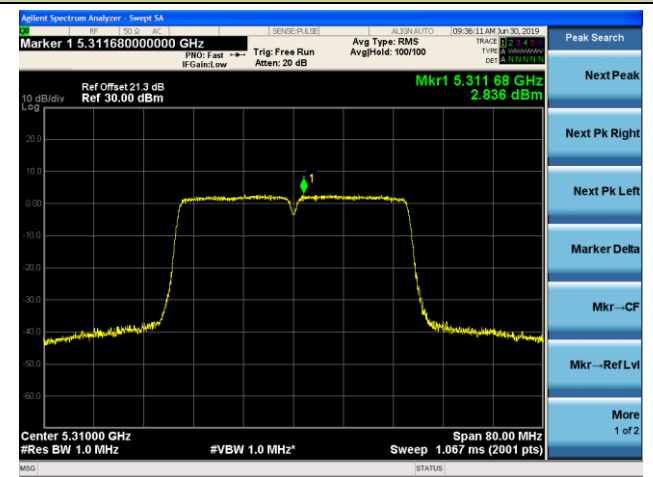 Agilent Spectrum Analyzer - Swept SA
RF 50 Ω AC SENSE:PULSE ALIGN AUTO 09:36:11 AM Jun 30, 2019
Marker 1 5.311680000000 GHz
PNO: Fast
IFGain:Low
Trig: Free Run
Atten: 20 dB
Avg Type: RMS
Avg|Hold: 100/100
TRACE 1 2 3 4 5 6
TYPE A
DET A N N N N N
Peak Search
Ref Offset 21.3 dB
Ref 30.00 dBm
10 dB/div
Log
Mkr1 5.311 68 GHz
2.836 dBm
Next Peak
20.0
Next Pk Right
10.0
1
0.00
Next Pk Left
-10.0
-20.0
Marker Delta
-30.0
Mkr→CF
-40.0
-50.0
Mkr→Ref Lvl
-60.0
More
1 of 2
Center 5.31000 GHz
Span 80.00 MHz
#Res BW 1.0 MHz
#VBW 1.0 MHz*
Sweep 1.067 ms (2001 pts)
MSG
STATUS